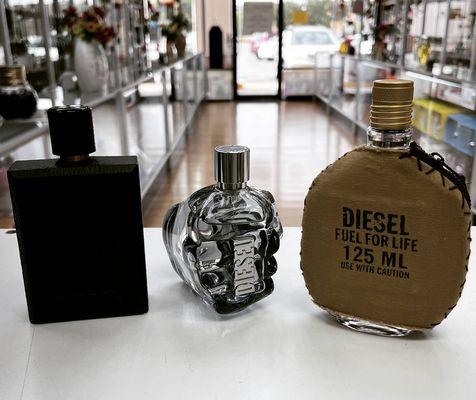 DIESEL
DIESEL
FUEL FOR LIFE
125 ML
USE WITH CAUTION